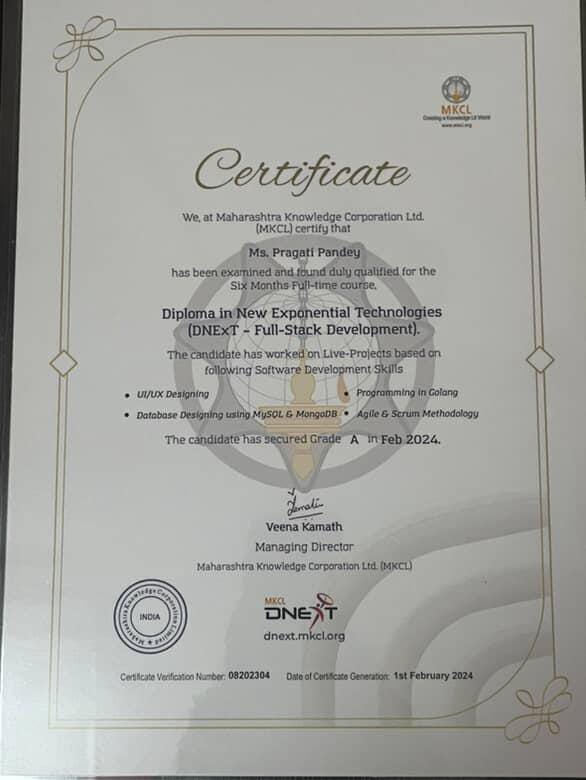 MKCL
Creating a Knowledge Lit World
www.mkcl.org
Certificate
We, at Maharashtra Knowledge Corporation Ltd.
(MKCL) certify that
Ms. Pragati Pandey
has been examined and found duly qualified for the
Six Months Full-time course,
Diploma in New Exponential Technologies
(DNExT – Full-Stack Development).
The candidate has worked on Live-Projects based on
following Software Development Skills
• UI/UX Designing
• Programming in Golang
• Database Designing using MySQL & MongoDB
• Agile & Scrum Methodology
The candidate has secured Grade A in Feb 2024.
Veena Kamath
Managing Director
Maharashtra Knowledge Corporation Ltd. (MKCL)
Maharashtra Knowledge Corporation Limited
INDIA
MKCL
DNEXT
dnext.mkcl.org
Certificate Verification Number: 08202304
Date of Certificate Generation: 1st February 2024